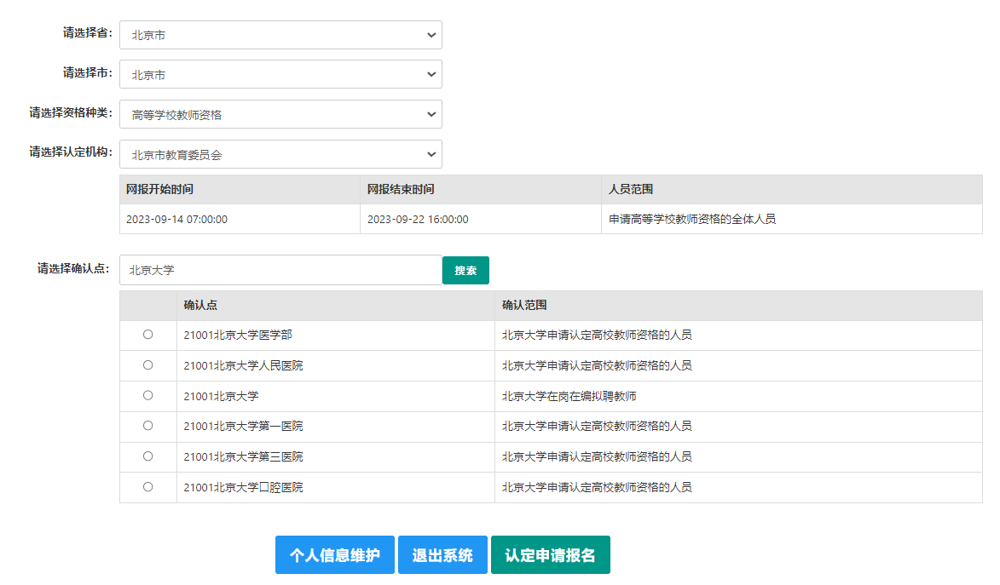 请选择省： 北京市
请选择市： 北京市
请选择资格种类： 高等学校教师资格
请选择认定机构： 北京市教育委员会
网报开始时间 网报结束时间 人员范围
2023-09-14 07:00:00 2023-09-22 16:00:00 申请高等学校教师资格的全体人员
请选择确认点： 北京大学 搜索
确认点 确认范围
21001北京大学医学部 北京大学申请认定高校教师资格的人员
21001北京大学人民医院 北京大学申请认定高校教师资格的人员
21001北京大学 北京大学在岗在编拟聘教师
21001北京大学第一医院 北京大学申请认定高校教师资格的人员
21001北京大学第三医院 北京大学申请认定高校教师资格的人员
21001北京大学口腔医院 北京大学申请认定高校教师资格的人员
个人信息维护 退出系统 认定申请报名